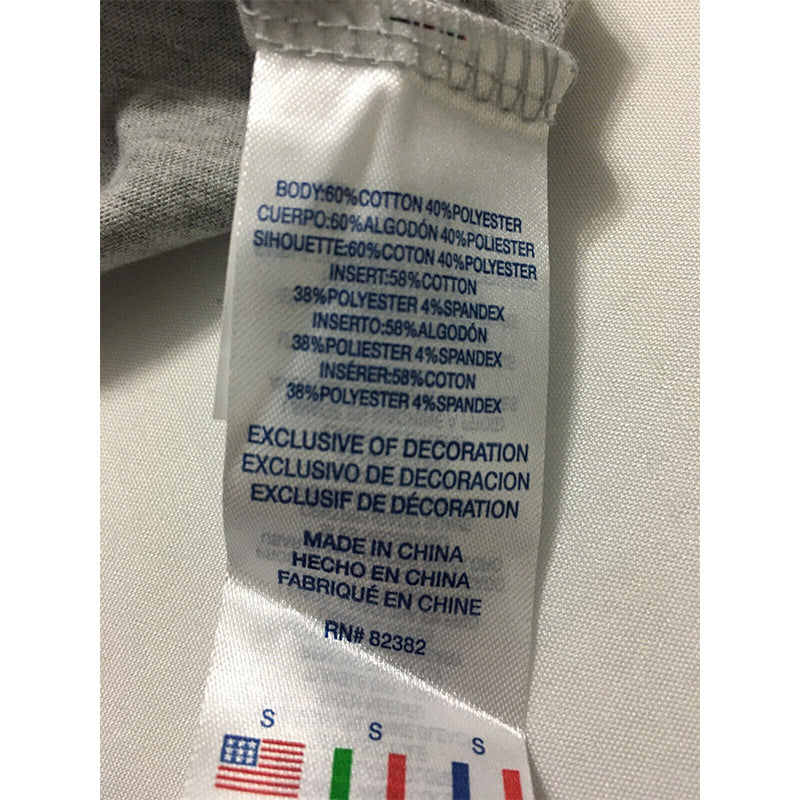 BODY:60%COTTON 40%POLYESTER
CUERPO:60%ALGODÓN 40%POLIESTER
SIHOUETTE:60%COTON 40%POLYESTER
INSERT:58%COTTON
38%POLYESTER 4%SPANDEX
INSERTO:58%ALGODÓN
38%POLIESTER 4%SPANDEX
INSÉRER:58%COTON
38%POLYESTER 4%SPANDEX
EXCLUSIVE OF DECORATION
EXCLUSIVO DE DECORACION
EXCLUSIF DE DÉCORATION
MADE IN CHINA
HECHO EN CHINA
FABRIQUÉ EN CHINE
RN# 82382
S S S